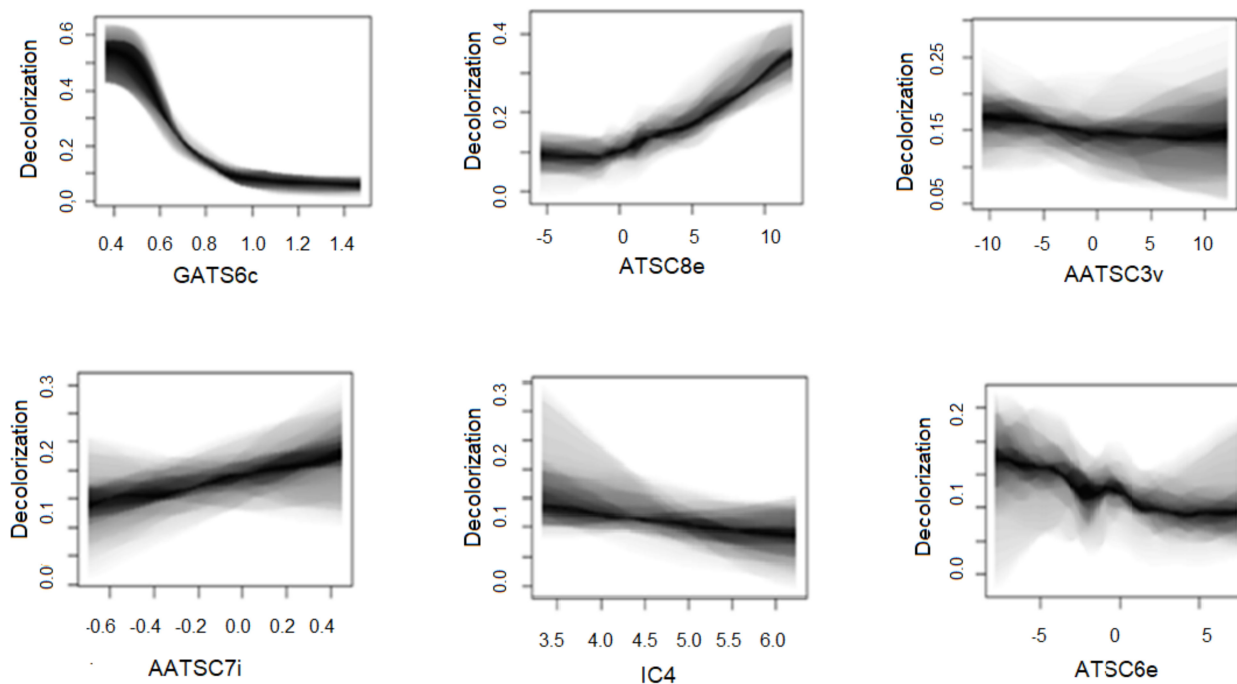 Decolorization
0.6
0.4
0.2
0,0
0.4 0.6 0.8 1.0 1.2 1.4
GATS6c
Decolorization
0.4
0.2
0.0
-5 0 5 10
ATSC8e
Decolorization
0.25
0.15
0.05
-10 -5 0 5 10
AATSC3v
Decolorization
0.3
0.2
0.1
0.0
-0.6 -0.4 -0.2 0.0 0.2 0.4
AATSC7i
Decolorization
0.3
0.2
0.1
0.0
3.5 4.0 4.5 5.0 5.5 6.0
IC4
Decolorization
0.2
0.1
0.0
-5 0 5
ATSC6e